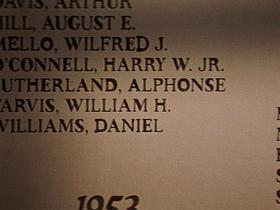 DAVIS, ARTHUR
HILL, AUGUST E.
MELLO, WILFRED J.
O'CONNELL, HARRY W. JR.
SUTHERLAND, ALPHONSE
TARVIS, WILLIAM H.
WILLIAMS, DANIEL
1953